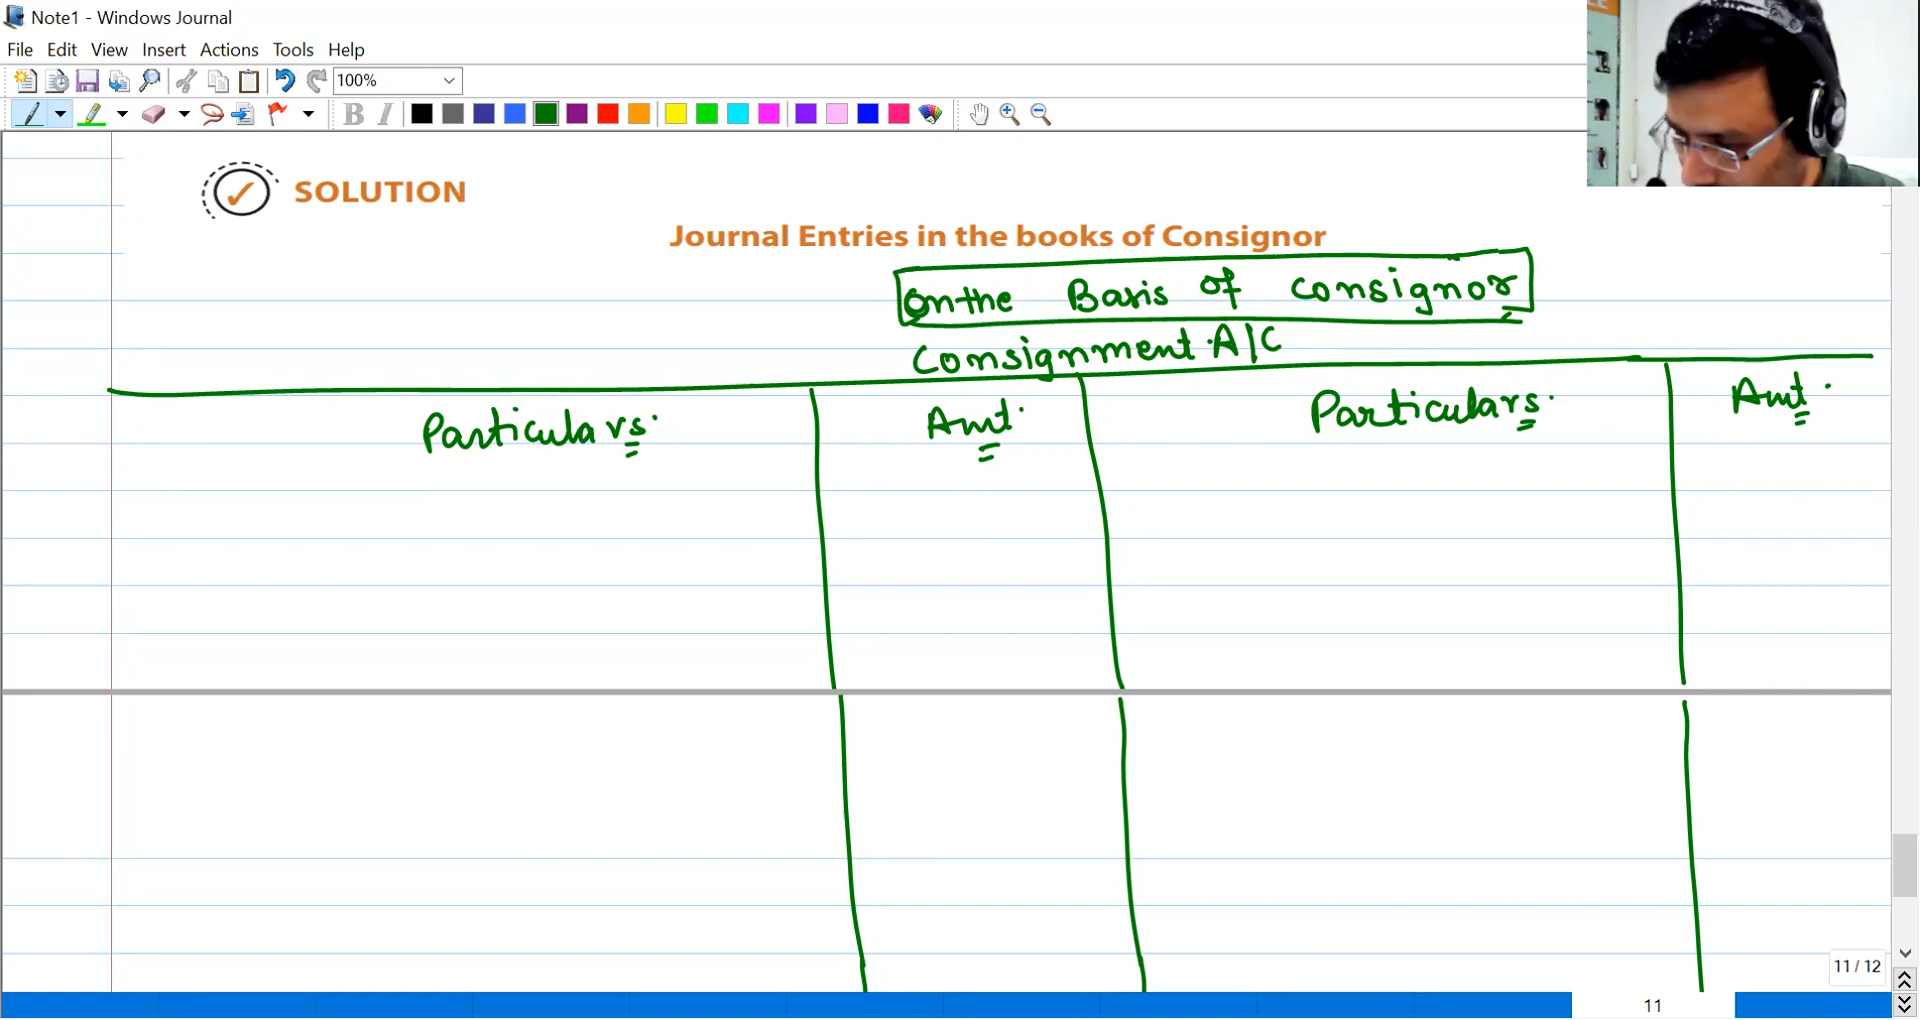 Note1 - Windows Journal
File Edit View Insert Actions Tools Help
100%
B I
SOLUTION
Journal Entries in the books of Consignor
On the Basis of consignor
Consignment A/C
Particulars. Amt. Particulars. Amt.
11 / 12
11